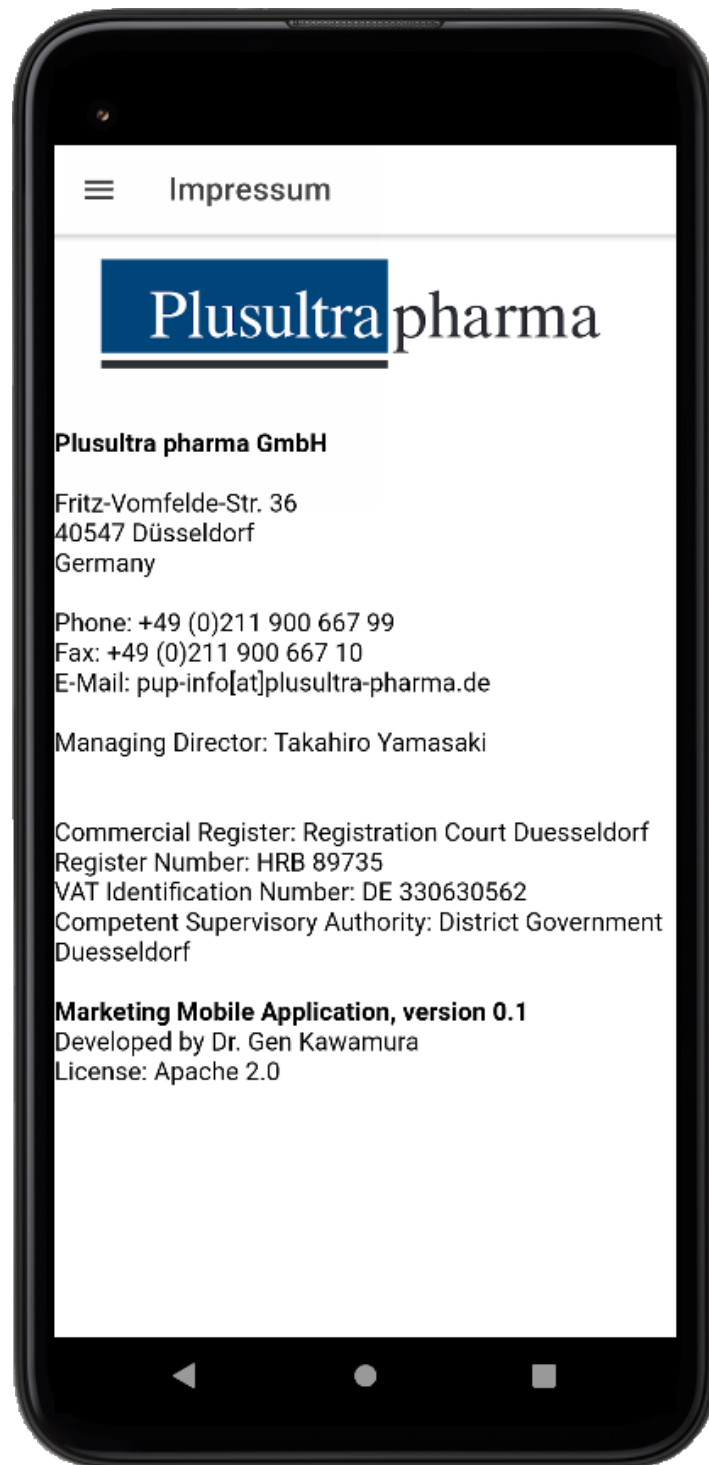 Impressum
Plusultra pharma
Plusultra pharma GmbH
Fritz-Vomfelde-Str. 36
40547 Düsseldorf
Germany
Phone: +49 (0)211 900 667 99
Fax: +49 (0)211 900 667 10
E-Mail: pup-info[at]plusultra-pharma.de
Managing Director: Takahiro Yamasaki
Commercial Register: Registration Court Duesseldorf
Register Number: HRB 89735
VAT Identification Number: DE 330630562
Competent Supervisory Authority: District Government
Duesseldorf
Marketing Mobile Application, version 0.1
Developed by Dr. Gen Kawamura
License: Apache 2.0